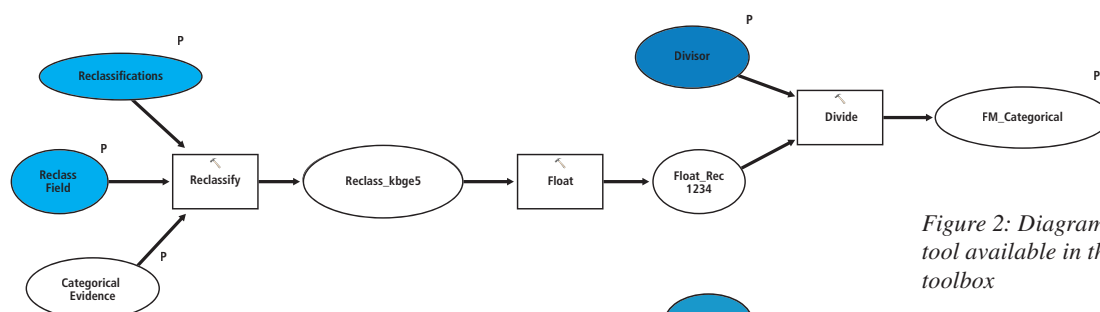 P
Reclassifications
P
Reclass
Field
Reclassify
P
Categorical
Evidence
Reclass_kbge5
Float
Float_Rec
1234
P
Divisor
Divide
P
FM_Categorical
Figure 2: Diagram
tool available in th
toolbox